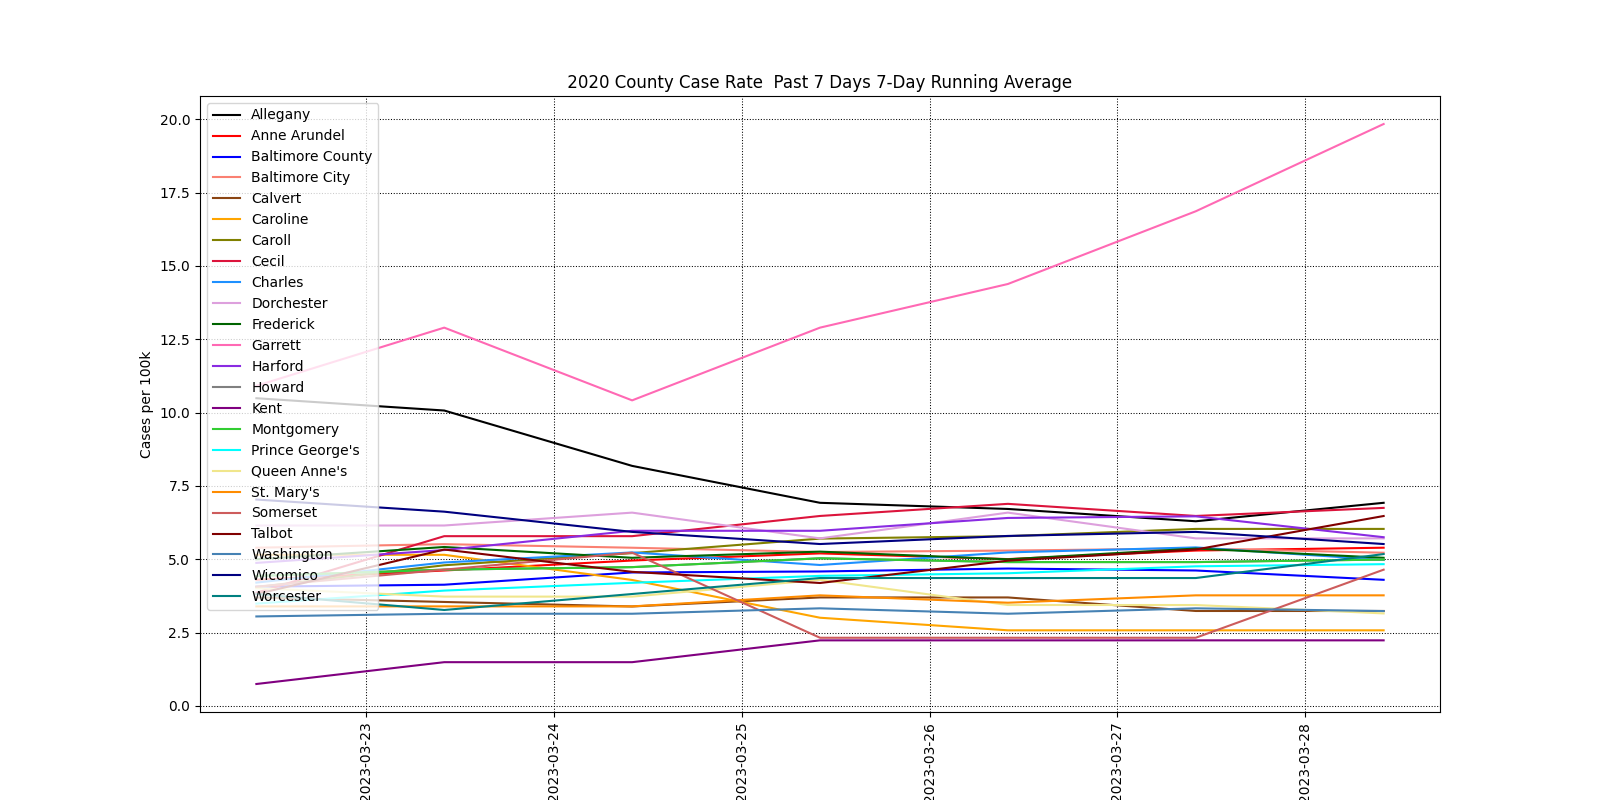 2020 County Case Rate  Past 7 Days 7-Day Running Average
Cases per 100k
20.0
17.5
15.0
12.5
10.0
7.5
5.0
2.5
0.0
Allegany
Anne Arundel
Baltimore County
Baltimore City
Calvert
Caroline
Caroll
Cecil
Charles
Dorchester
Frederick
Garrett
Harford
Howard
Kent
Montgomery
Prince George's
Queen Anne's
St. Mary's
Somerset
Talbot
Washington
Wicomico
Worcester
2023-03-23
2023-03-24
2023-03-25
2023-03-26
2023-03-27
2023-03-28